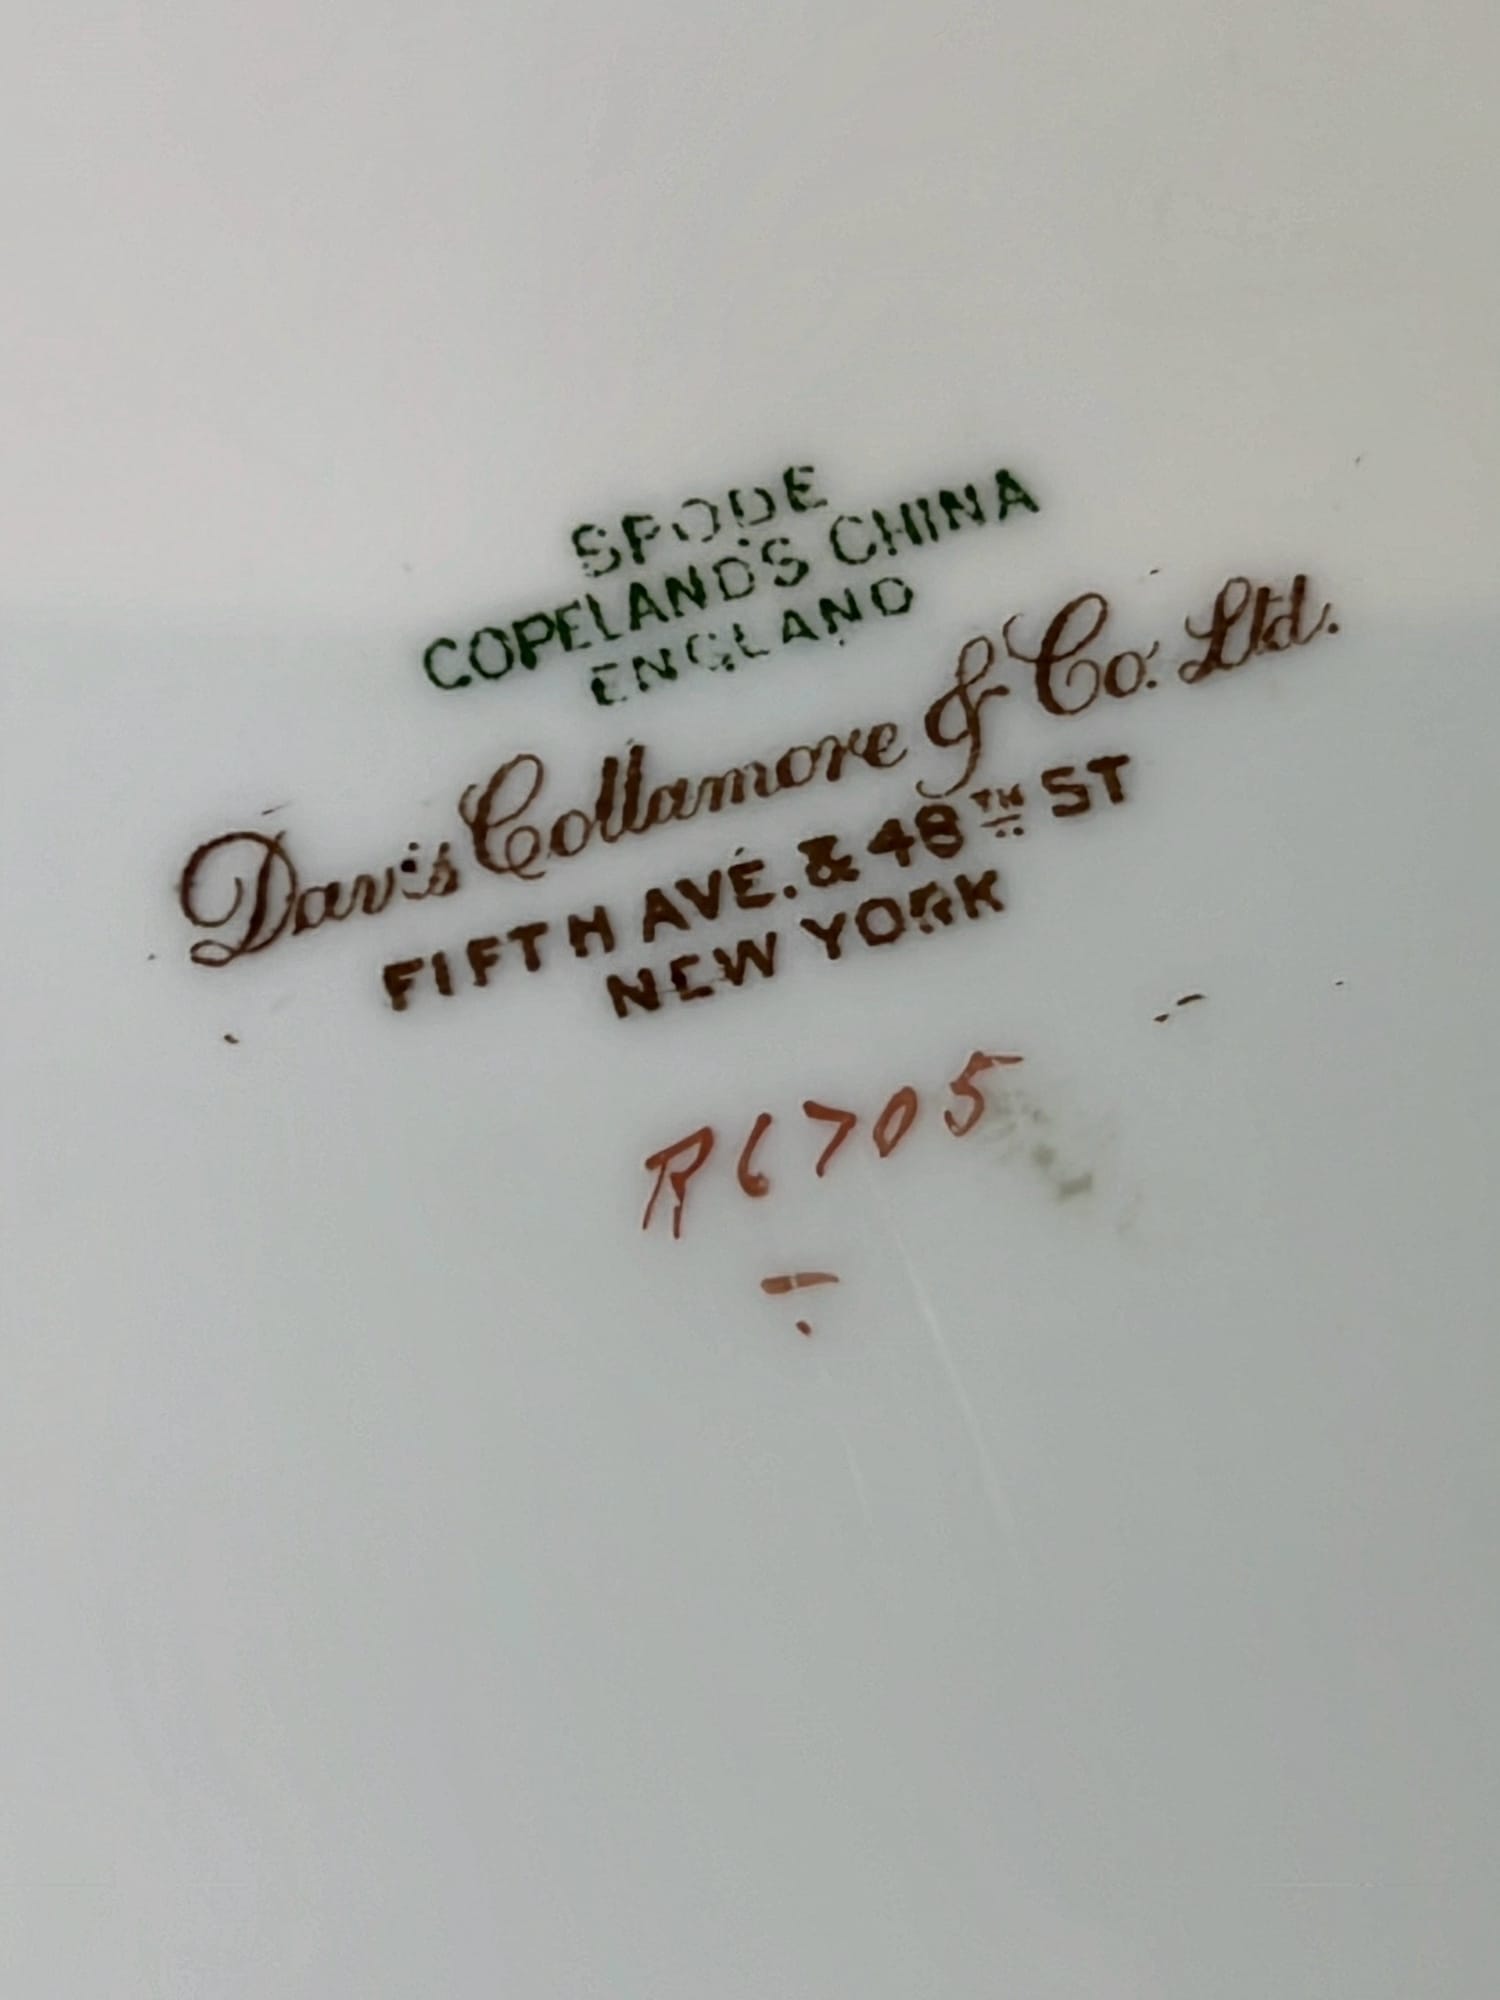 SPODE
COPELAND'S CHINA
ENGLAND
Davis Collamore & Co. Ltd.
FIFTH AVE. & 48TH ST
NEW YORK
R6705